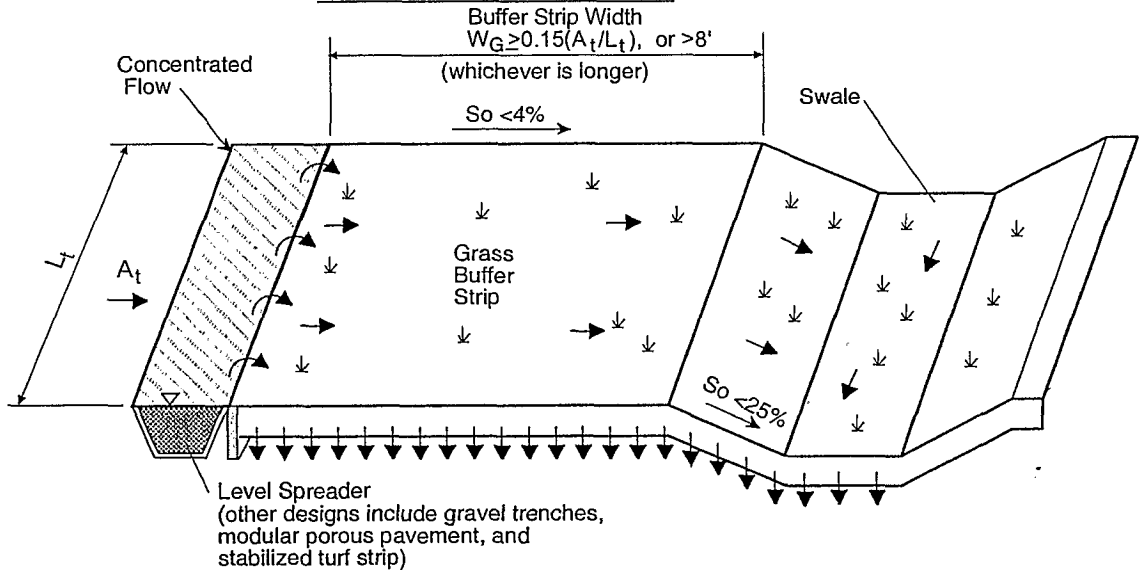 Buffer Strip Width
W_G≥0.15(A_t/L_t), or >8'
(whichever is longer)
Concentrated
Flow
So <4%
Swale
L_t
A_t
Grass
Buffer
Strip
So <25%
Level Spreader
(other designs include gravel trenches,
modular porous pavement, and
stabilized turf strip)